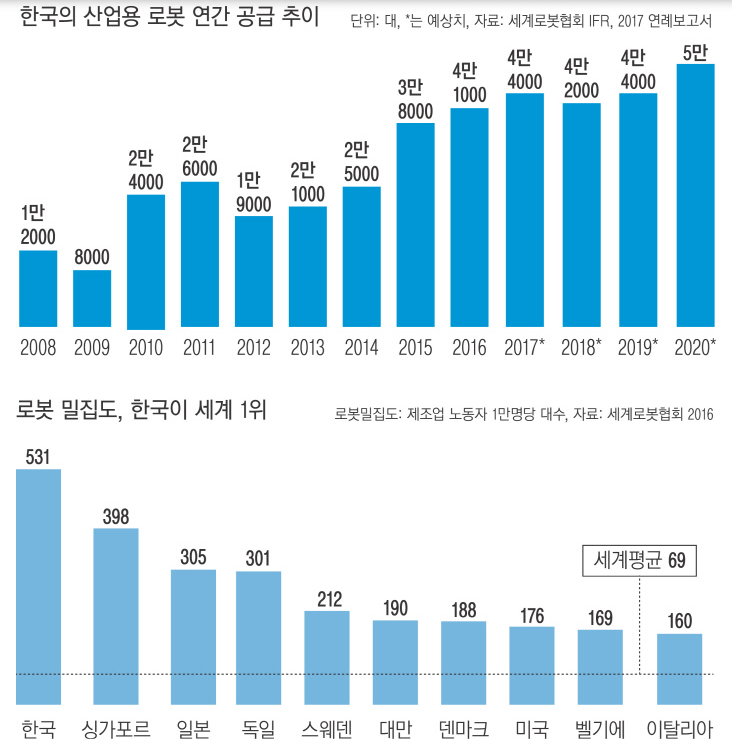 한국의 산업용 로봇 연간 공급 추이
단위: 대, *는 예상치, 자료: 세계로봇협회 IFR, 2017 연례보고서
1만
2000
8000
2만
4000
2만
6000
1만
9000
2만
1000
2만
5000
3만
8000
4만
1000
4만
4000
4만
2000
4만
4000
5만
2008 2009 2010 2011 2012 2013 2014 2015 2016 2017* 2018* 2019* 2020*
로봇 밀집도, 한국이 세계 1위
로봇밀집도: 제조업 노동자 1만명당 대수, 자료: 세계로봇협회 2016
531
398
305
301
212
190
188
176
169
160
세계평균 69
한국 싱가포르 일본 독일 스웨덴 대만 덴마크 미국 벨기에 이탈리아